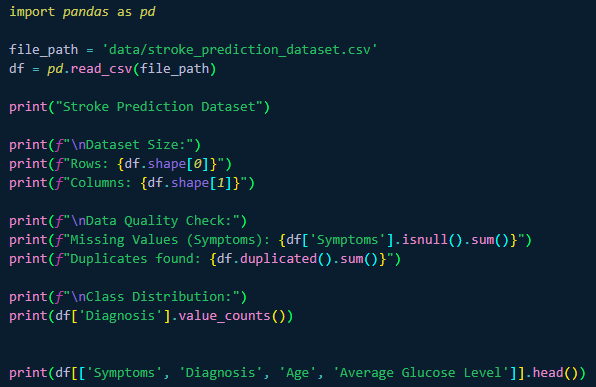 import pandas as pd
file_path = 'data/stroke_prediction_dataset.csv'
df = pd.read_csv(file_path)
print("Stroke Prediction Dataset")
print(f"\nDataset Size:")
print(f"Rows: {df.shape[0]}")
print(f"Columns: {df.shape[1]}")
print(f"\nData Quality Check:")
print(f"Missing Values (Symptoms): {df['Symptoms'].isnull().sum()}")
print(f"Duplicates found: {df.duplicated().sum()}")
print(f"\nClass Distribution:")
print(df['Diagnosis'].value_counts())
print(df[['Symptoms', 'Diagnosis', 'Age', 'Average Glucose Level']].head())